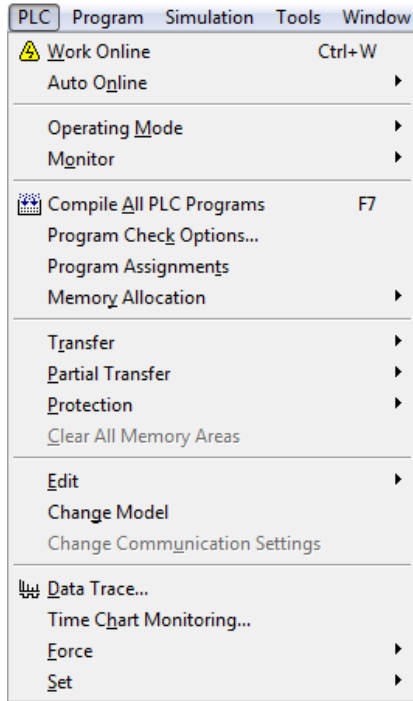 PLC Program Simulation Tools Window
Work Online Ctrl+W
Auto Online
Operating Mode
Monitor
Compile All PLC Programs F7
Program Check Options...
Program Assignments
Memory Allocation
Transfer
Partial Transfer
Protection
Clear All Memory Areas
Edit
Change Model
Change Communication Settings
Data Trace...
Time Chart Monitoring...
Force
Set